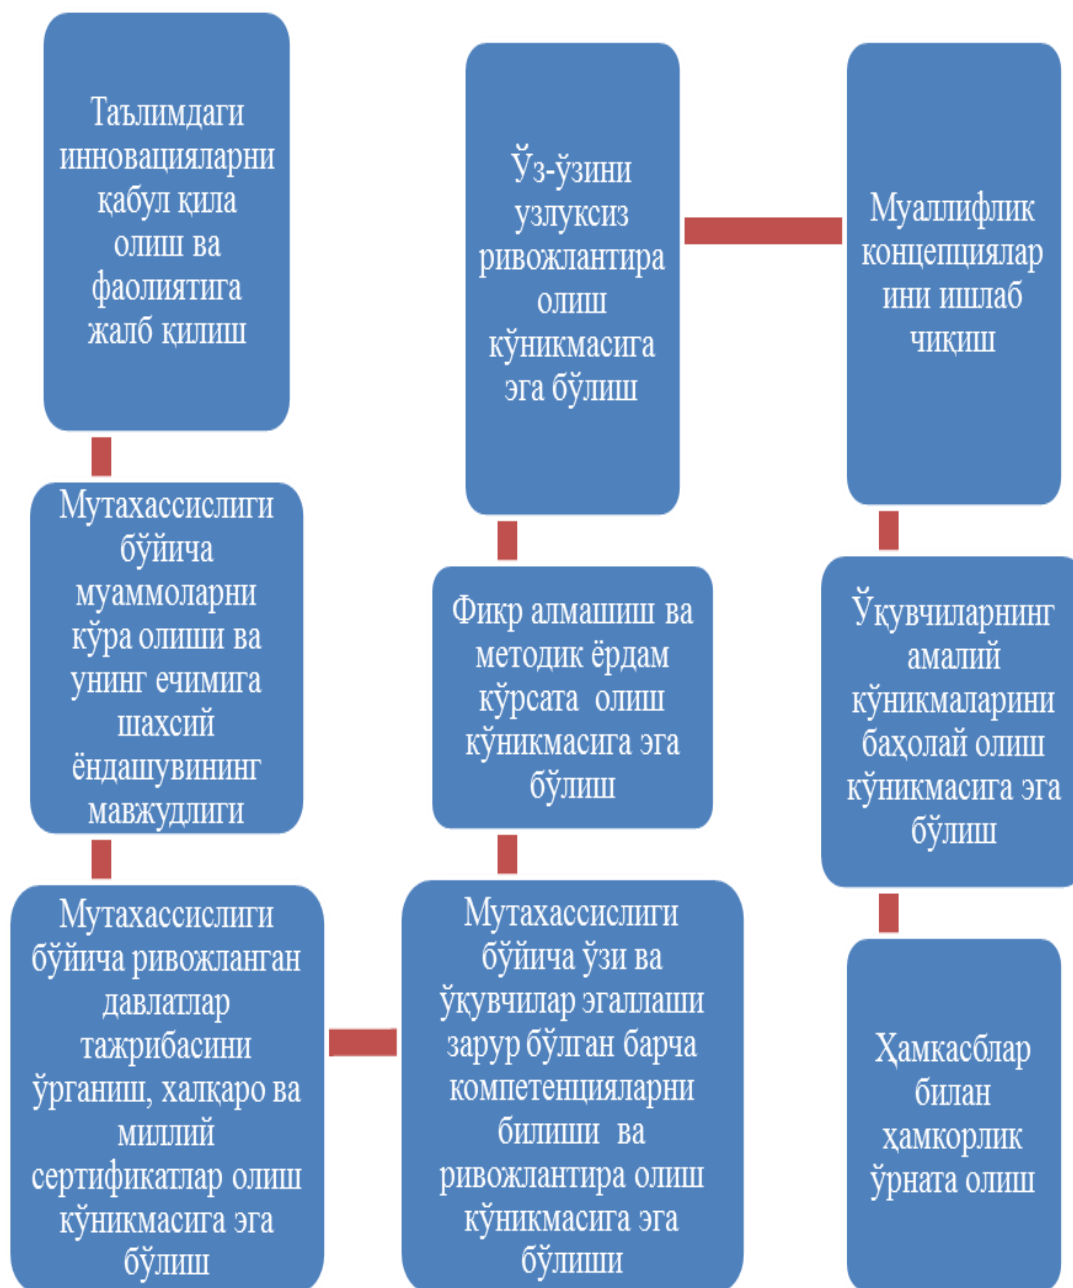 Таълимдаги
инновацияларни
қабул қила
олиш ва
фаолиятига
жалб қилиш
Мутахассислиги
бўйича
муаммоларни
кўра олиши ва
унинг ечимига
шахсий
ёндашувининг
мавжудлиги
Мутахассислиги
бўйича ривожланган
давлатлар
тажрибасини
ўрганиш, халқаро ва
миллий
сертификатлар олиш
кўникмасига эга
бўлиш
Мутахассислиги
бўйича ўзи ва
ўқувчилар эгаллаши
зарур бўлган барча
компетенцияларни
билиши ва
ривожлантира олиш
кўникмасига эга
бўлиши
Фикр алмашиш ва
методик ёрдам
кўрсата олиш
кўникмасига эга
бўлиш
Ўз-ўзини
узлуксиз
ривожлантира
олиш
кўникмасига
эга бўлиш
Муаллифлик
концепциялар
ини ишлаб
чиқиш
Ўқувчиларнинг
амалий
кўникмаларини
баҳолай олиш
кўникмасига эга
бўлиш
Ҳамкасблар
билан
ҳамкорлик
ўрната олиш